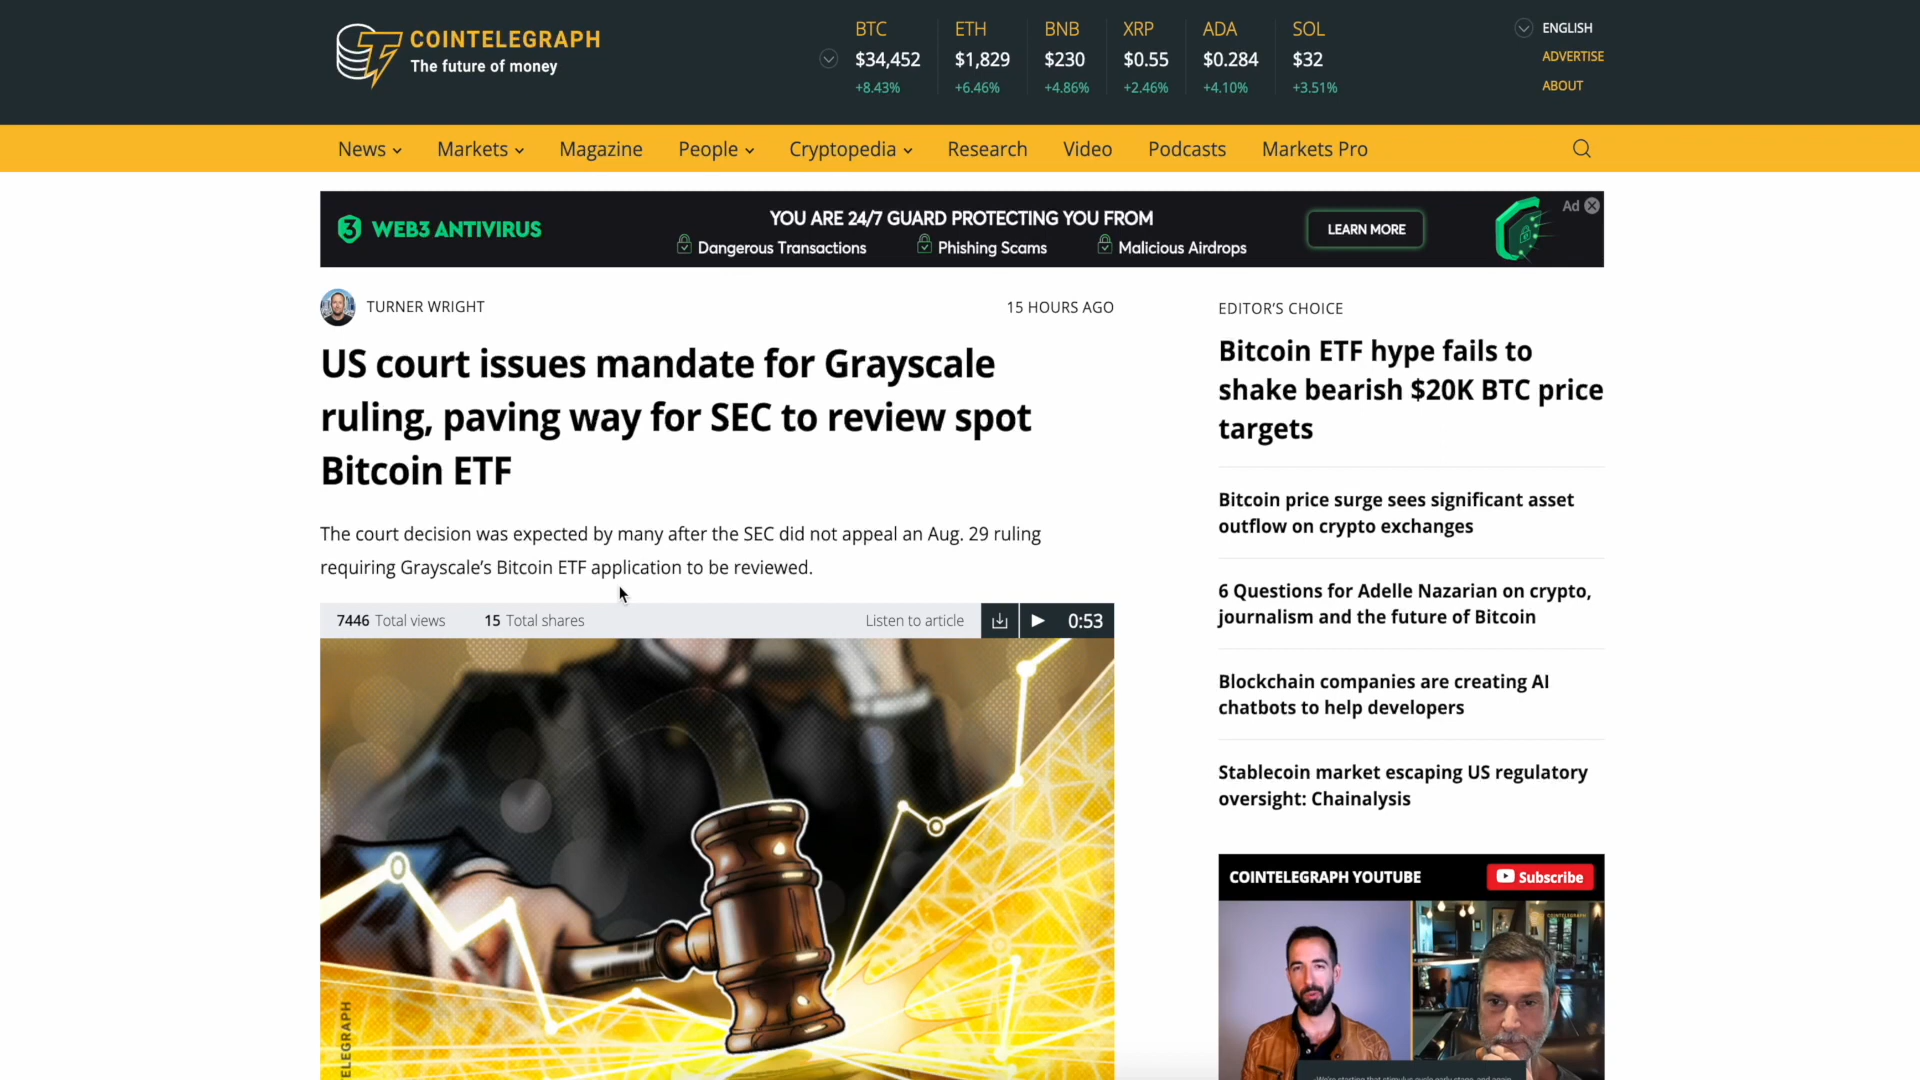 COINTELEGRAPH
The future of money
BTC
$34,452
+8.43%
ETH
$1,829
+6.46%
BNB
$230
+4.86%
XRP
$0.55
+2.46%
ADA
$0.284
+4.10%
SOL
$32
+3.51%
ENGLISH
ADVERTISE
ABOUT
News Markets Magazine People Cryptopedia Research Video Podcasts Markets Pro
WEB3 ANTIVIRUS
YOU ARE 24/7 GUARD PROTECTING YOU FROM
Dangerous Transactions Phishing Scams Malicious Airdrops
LEARN MORE
Ad
TURNER WRIGHT
15 HOURS AGO
US court issues mandate for Grayscale
ruling, paving way for SEC to review spot
Bitcoin ETF
The court decision was expected by many after the SEC did not appeal an Aug. 29 ruling
requiring Grayscale's Bitcoin ETF application to be reviewed.
7446 Total views 15 Total shares Listen to article 0:53
TELEGRAPH
EDITOR'S CHOICE
Bitcoin ETF hype fails to
shake bearish $20K BTC price
targets
Bitcoin price surge sees significant asset
outflow on crypto exchanges
6 Questions for Adelle Nazarian on crypto,
journalism and the future of Bitcoin
Blockchain companies are creating AI
chatbots to help developers
Stablecoin market escaping US regulatory
oversight: Chainalysis
COINTELEGRAPH YOUTUBE
Subscribe
COINTELEGRAPH